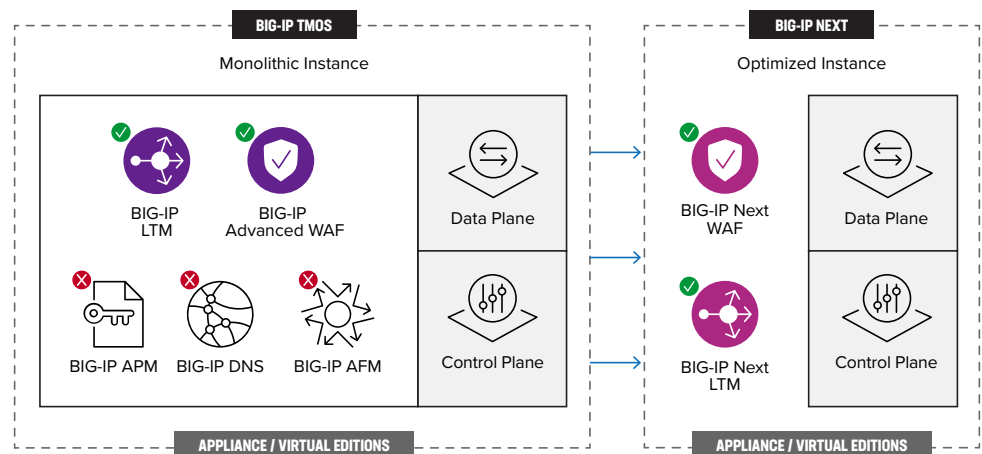 BIG-IP TMOS
Monolithic Instance
BIG-IP
LTM
BIG-IP
Advanced WAF
BIG-IP APM
BIG-IP DNS
BIG-IP AFM
Data Plane
Control Plane
APPLIANCE / VIRTUAL EDITIONS
BIG-IP NEXT
Optimized Instance
BIG-IP Next
WAF
BIG-IP Next
LTM
Data Plane
Control Plane
APPLIANCE / VIRTUAL EDITIONS